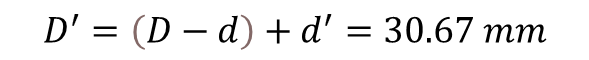 D′ = (D − d) + d′ = 30.67 mm